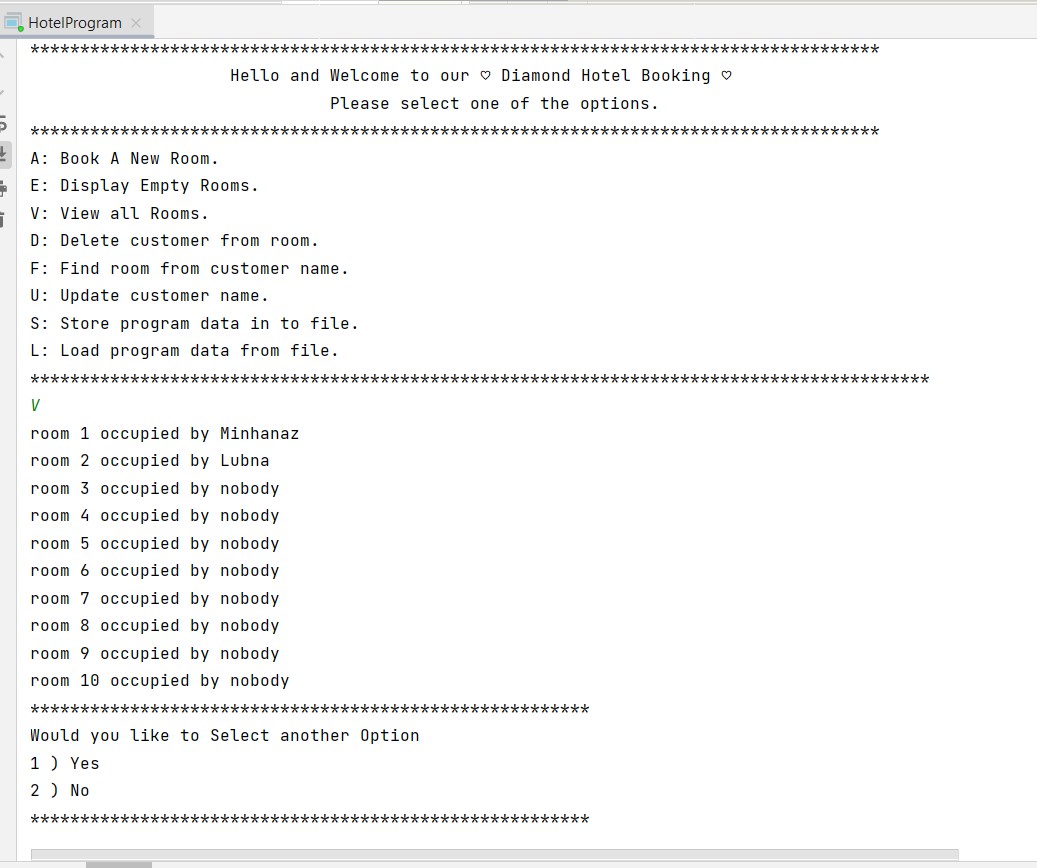 HotelProgram
*************************************************************************************
Hello and Welcome to our ♡ Diamond Hotel Booking ♡
Please select one of the options.
*************************************************************************************
A: Book A New Room.
E: Display Empty Rooms.
V: View all Rooms.
D: Delete customer from room.
F: Find room from customer name.
U: Update customer name.
S: Store program data in to file.
L: Load program data from file.
******************************************************************************************
V
room 1 occupied by Minhanaz
room 2 occupied by Lubna
room 3 occupied by nobody
room 4 occupied by nobody
room 5 occupied by nobody
room 6 occupied by nobody
room 7 occupied by nobody
room 8 occupied by nobody
room 9 occupied by nobody
room 10 occupied by nobody
********************************************************
Would you like to Select another Option
1 ) Yes
2 ) No
********************************************************